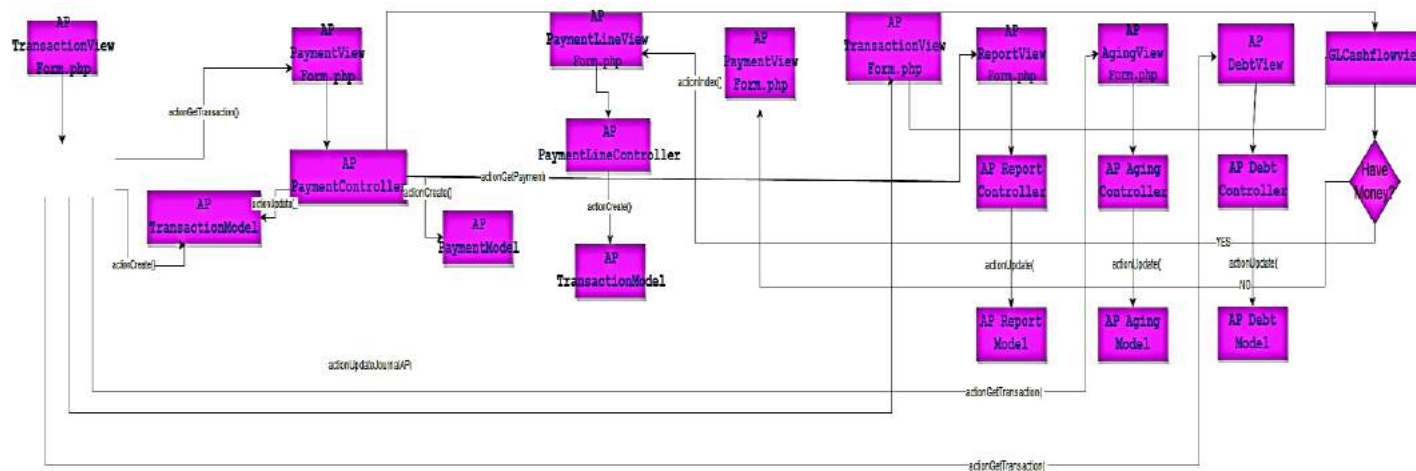 AP
TransactionView
Form.php
AP
PaymentView
Form.php
AP
PaymentLineView
Form.php
AP
PaymentView
Form.php
AP
TransactionView
Form.php
AP
ReportView
Form.php
AP
AgingView
Form.php
AP
DebtView
GLCashflowview
actionIndex(
actionGetTransaction()
AP
PaymentController
AP
PaymentLineController
AP Report
Controller
AP Aging
Controller
AP Debt
Controller
Have
Money?
actionGetPayment(
actionCreate()
actionUpdate(
AP
TransactionModel
actionCreate()
AP
PaymentModel
actionCreate()
AP
TransactionModel
YES
actionUpdate(
actionUpdate(
actionUpdate(
NO
AP Report
Model
AP Aging
Model
AP Debt
Model
actionUpdateJournalAP(
actionGetTransaction(
actionGetTransaction(